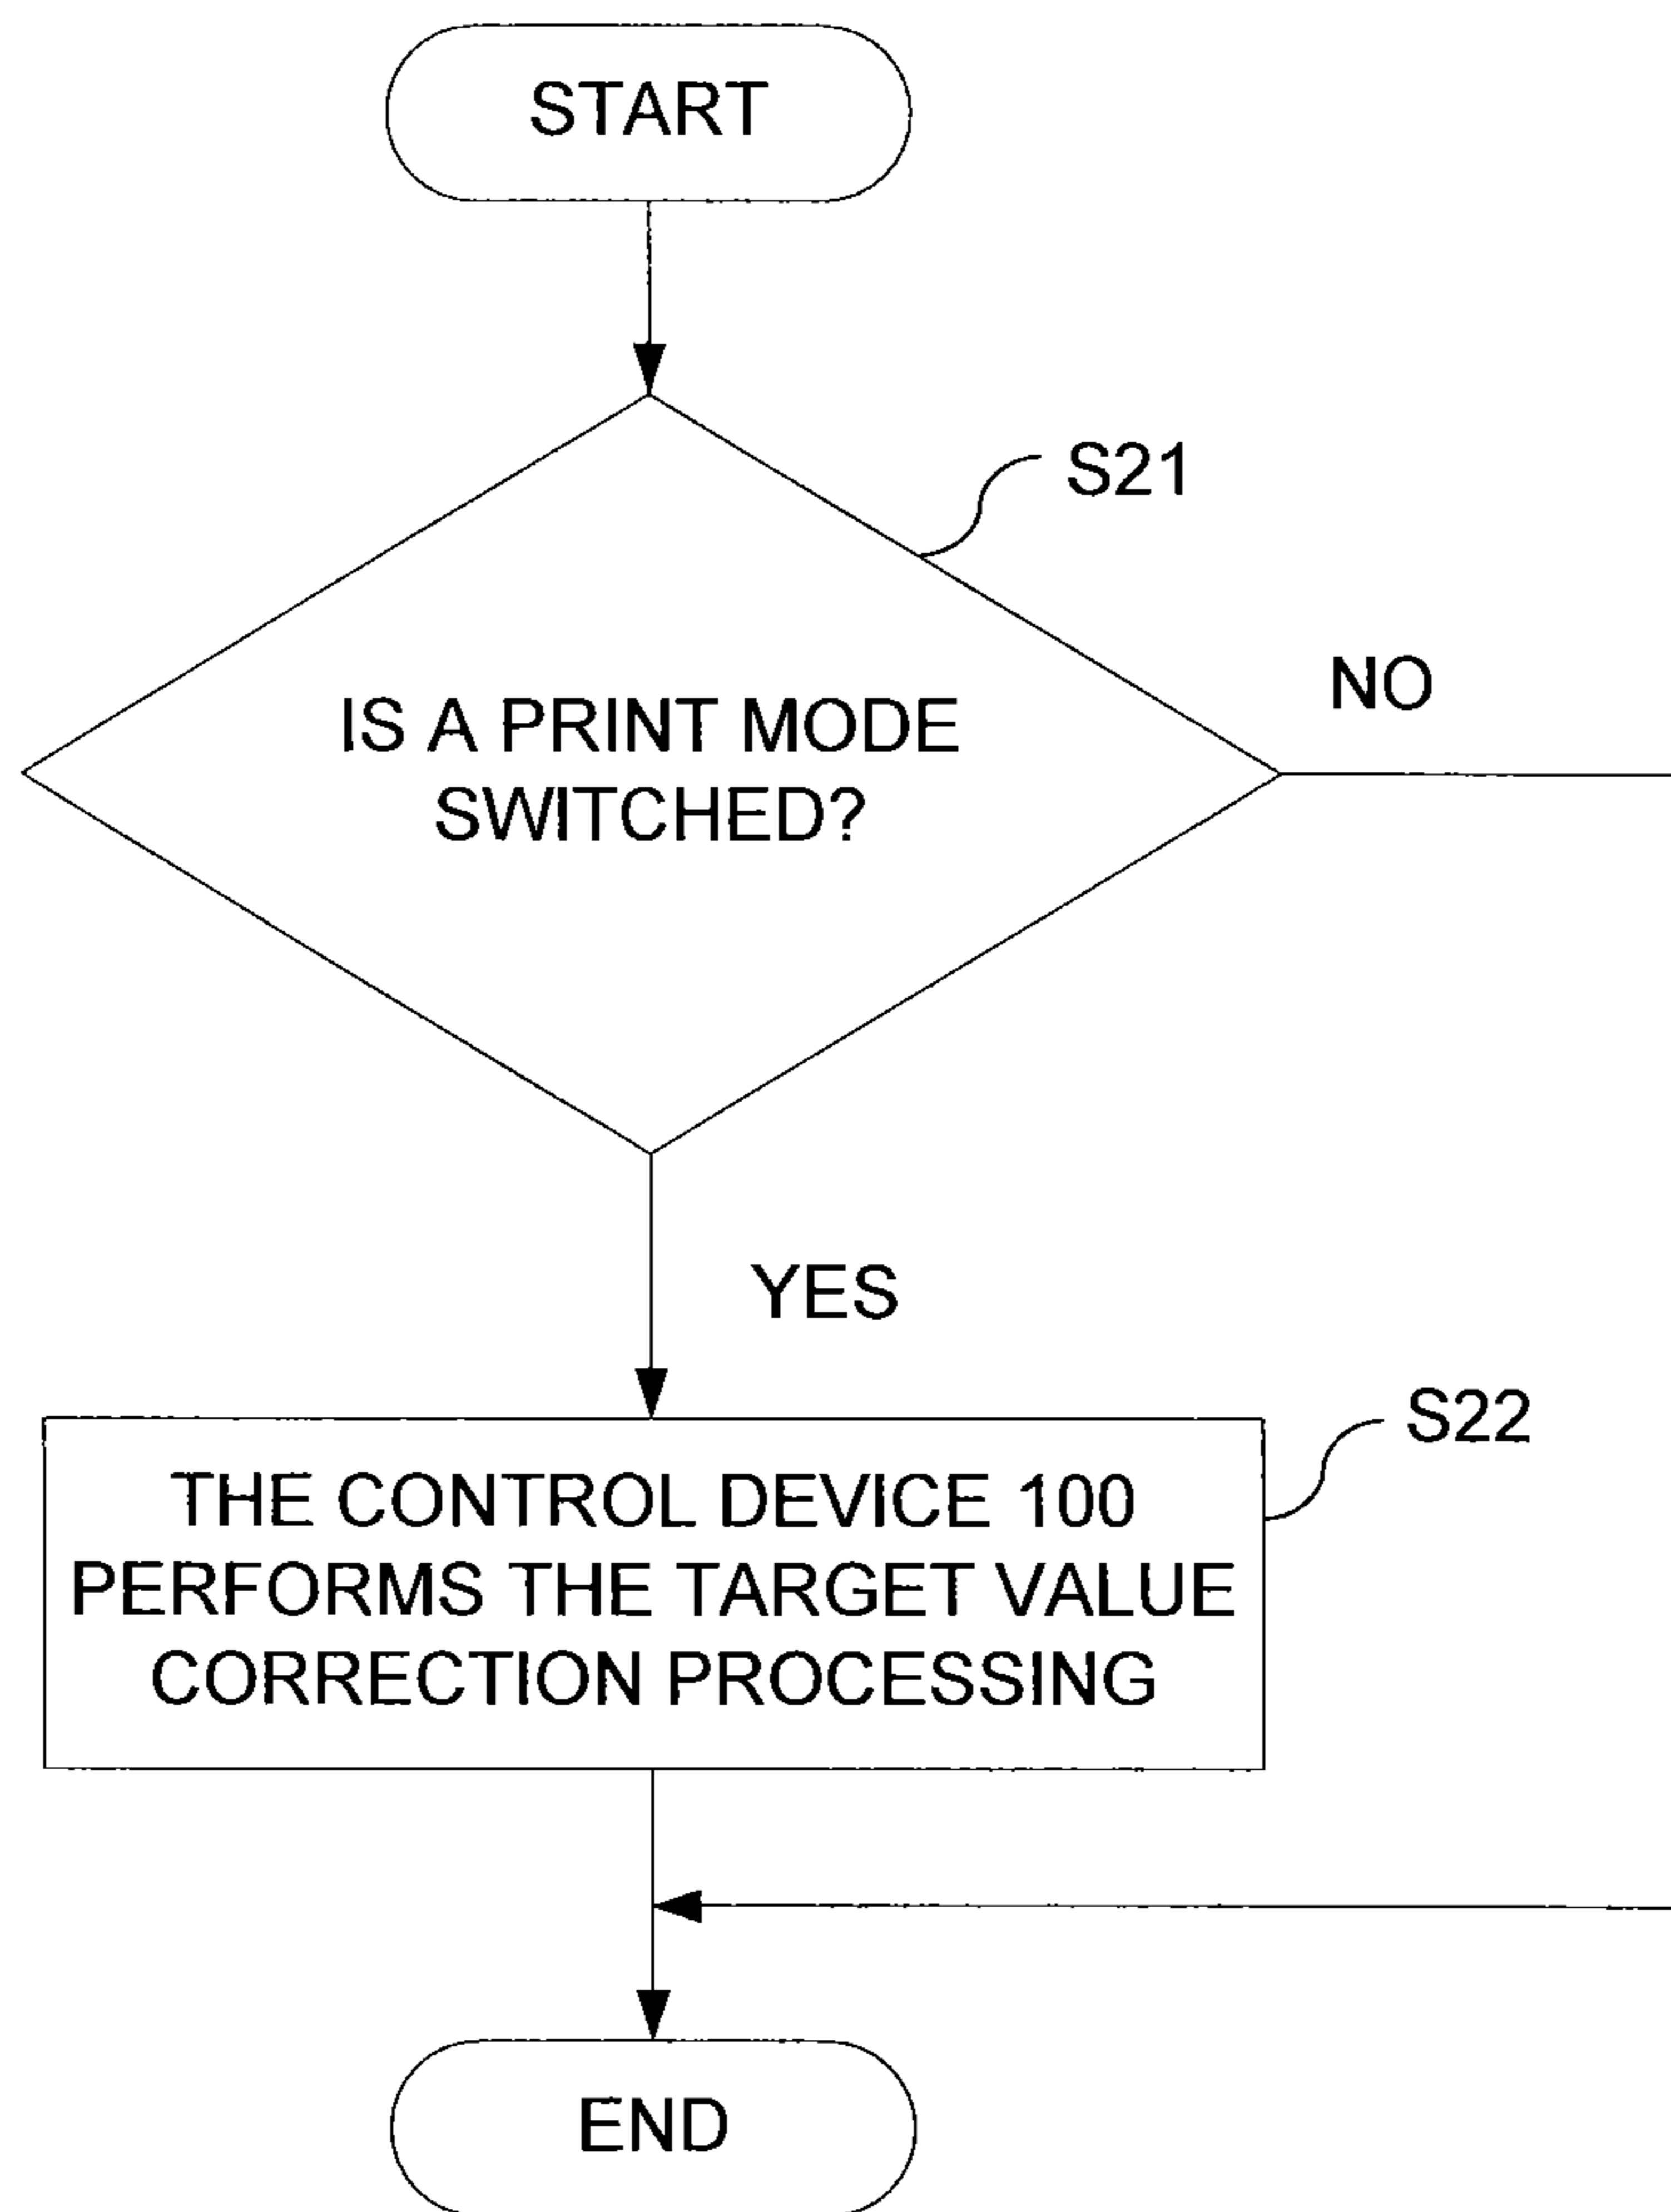 START
S21
NO
IS A PRINT MODE
SWITCHED?
YES
S22
THE CONTROL DEVICE 100
PERFORMS THE TARGET VALUE
CORRECTION PROCESSING
END